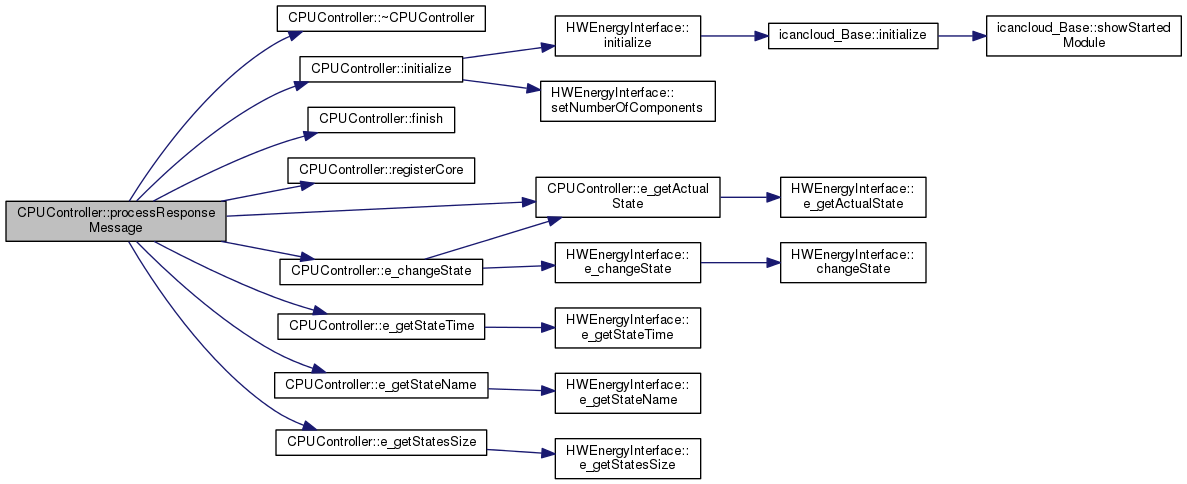 CPUController::~CPUController
HWEnergyInterface::
initialize
icancloud_Base::initialize
icancloud_Base::showStarted
Module
CPUController::initialize
HWEnergyInterface::
setNumberOfComponents
CPUController::finish
CPUController::registerCore
CPUController::processResponse
Message
CPUController::e_getActual
State
HWEnergyInterface::
e_getActualState
CPUController::e_changeState
HWEnergyInterface::
e_changeState
HWEnergyInterface::
changeState
CPUController::e_getStateTime
HWEnergyInterface::
e_getStateTime
CPUController::e_getStateName
HWEnergyInterface::
e_getStateName
CPUController::e_getStatesSize
HWEnergyInterface::
e_getStatesSize